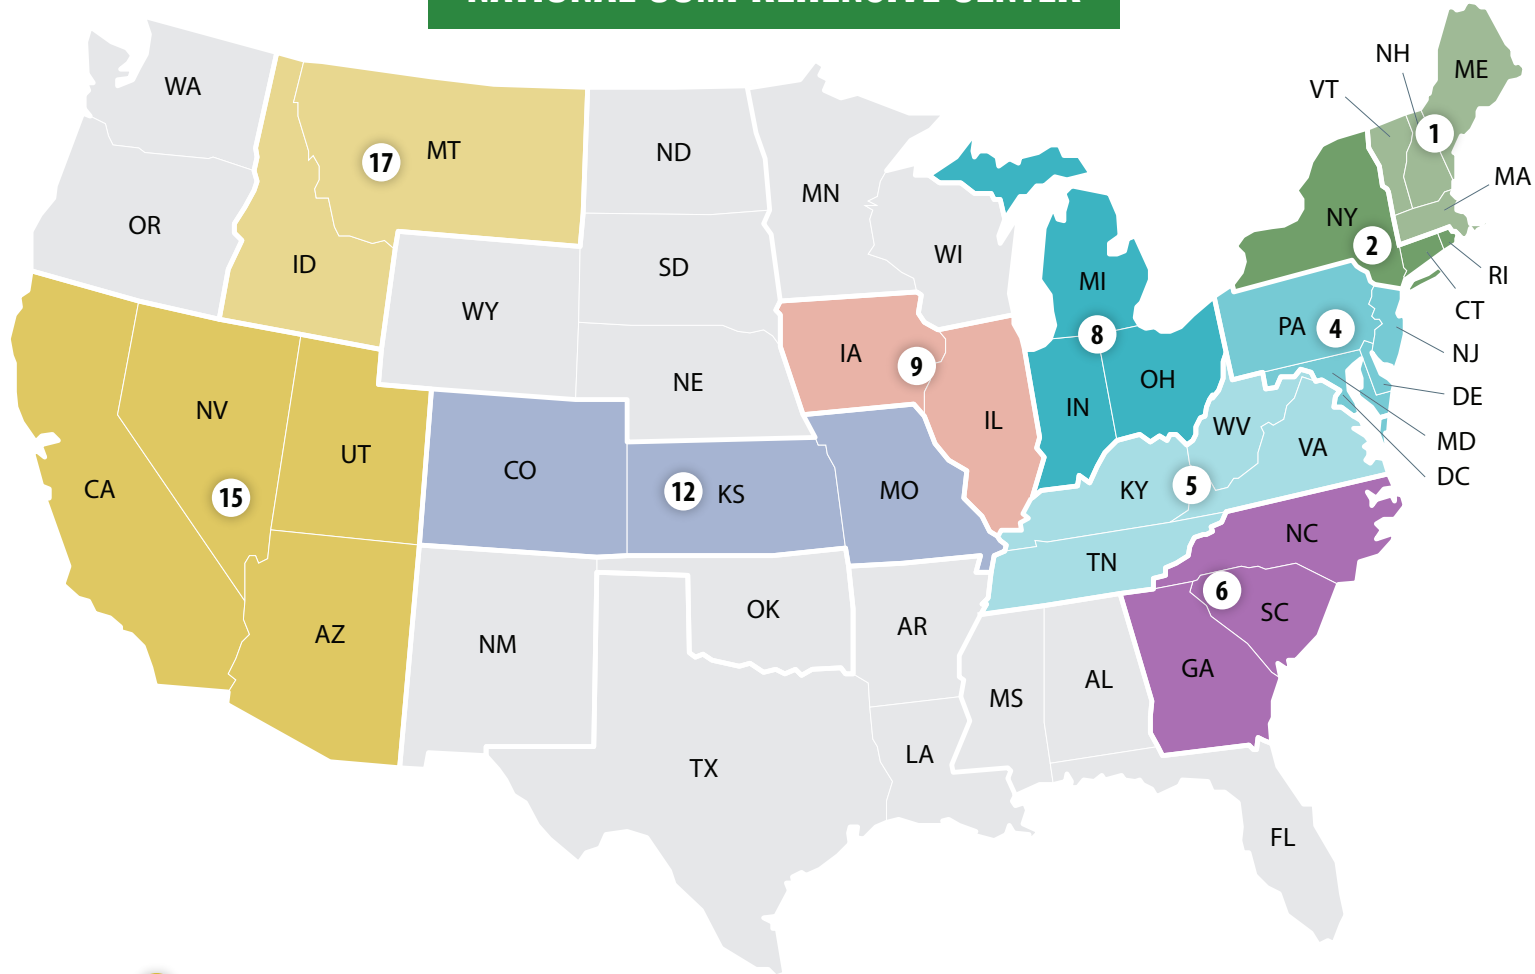 NATIONAL COMPREHENSIVE CENTER
NH
ME
VT
WA
1
MT
17
ND
MA
MN
OR
NY
2
WI
ID
SD
RI
MI
CT
WY
PA
4
8
NJ
IA
9
OH
NE
DE
IN
NV
IL
WV
MD
VA
UT
CO
DC
CA
15
12
KS
MO
KY
5
NC
TN
6
OK
SC
AR
AZ
NM
GA
AL
MS
LA
TX
FL